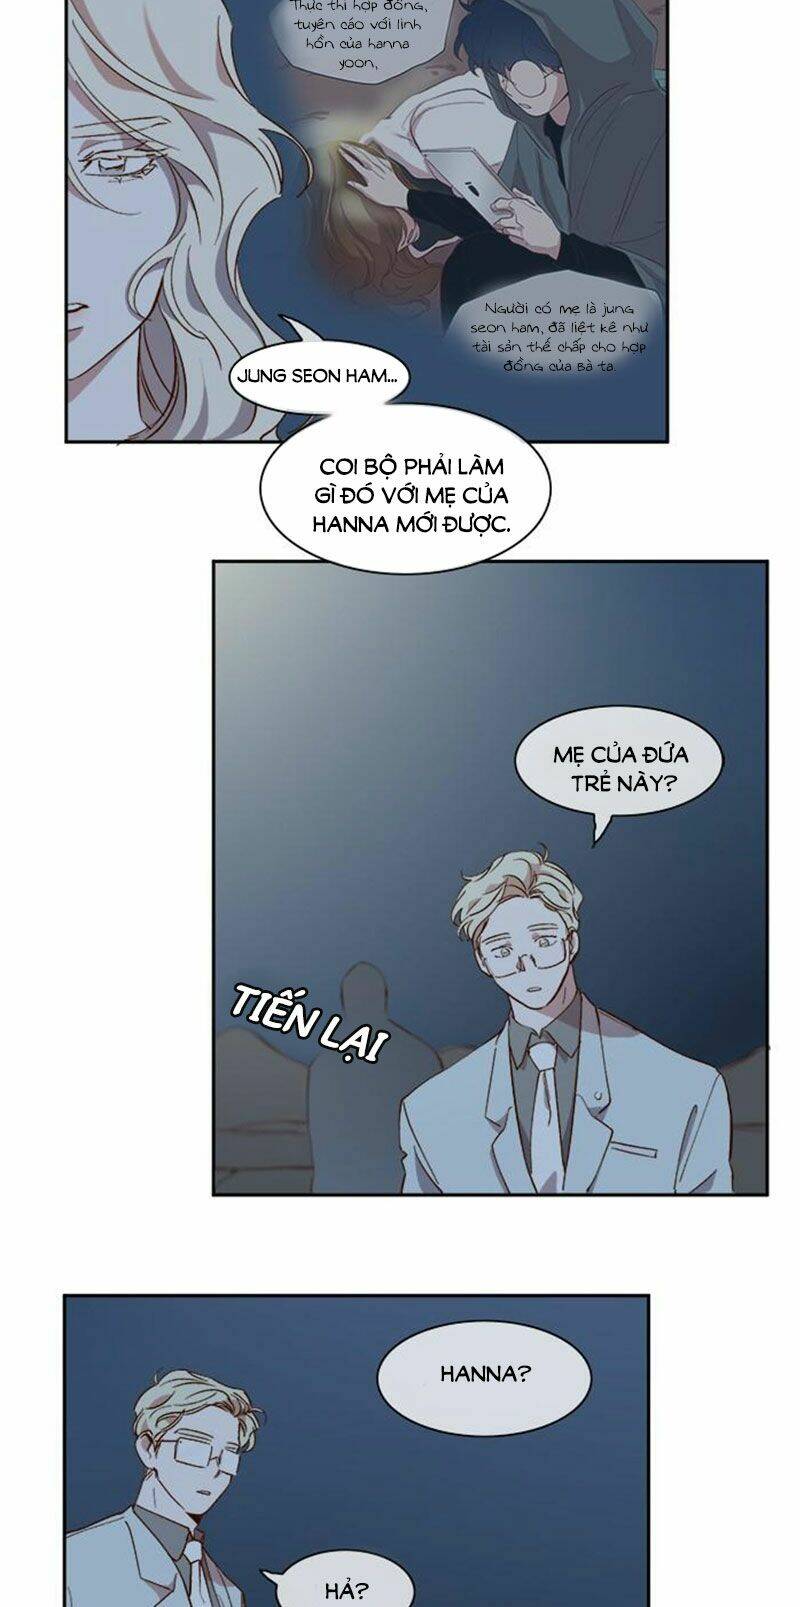 Thực thi hợp đồng,
tuyên cáo với linh
hồn của hanna
yoon,
Người có mẹ là jung
seon ham, đã liệt kê như
tài sản thế chấp cho hợp
đồng của Bà ta.
JUNG SEON HAM...
COI BỘ PHẢI LÀM
GÌ ĐÓ VỚI MẸ CỦA
HANNA MỚI ĐƯỢC.
MẸ CỦA ĐỨA
TRẺ NÀY?
TIẾN LẠI
HANNA?
HẢ?